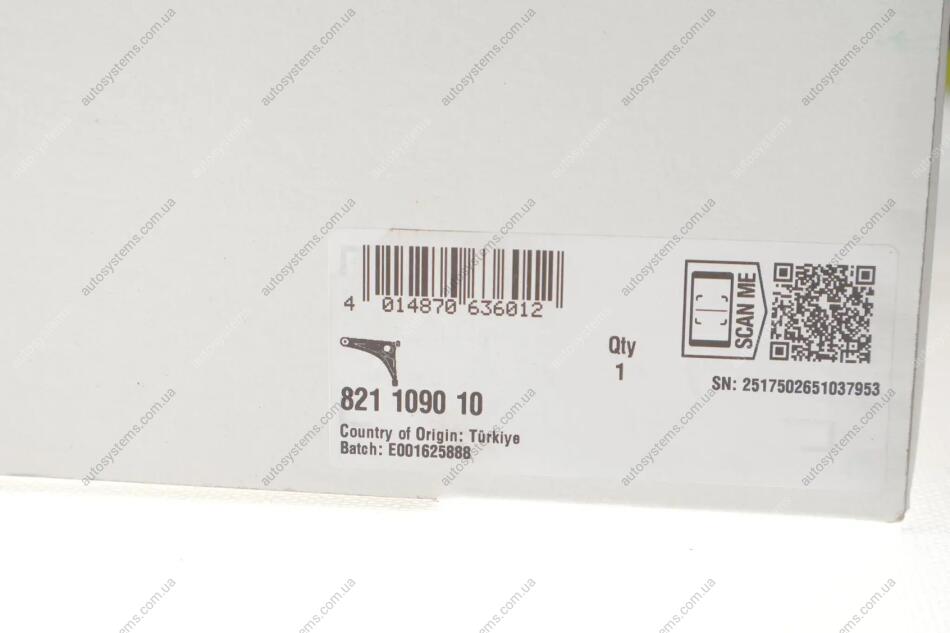 4 014870 636012
821 1090 10
Country of Origin: Türkiye
Batch: E001625888
Qty
1
SCAN ME
SN: 2517502651037953
autosystems.com.ua